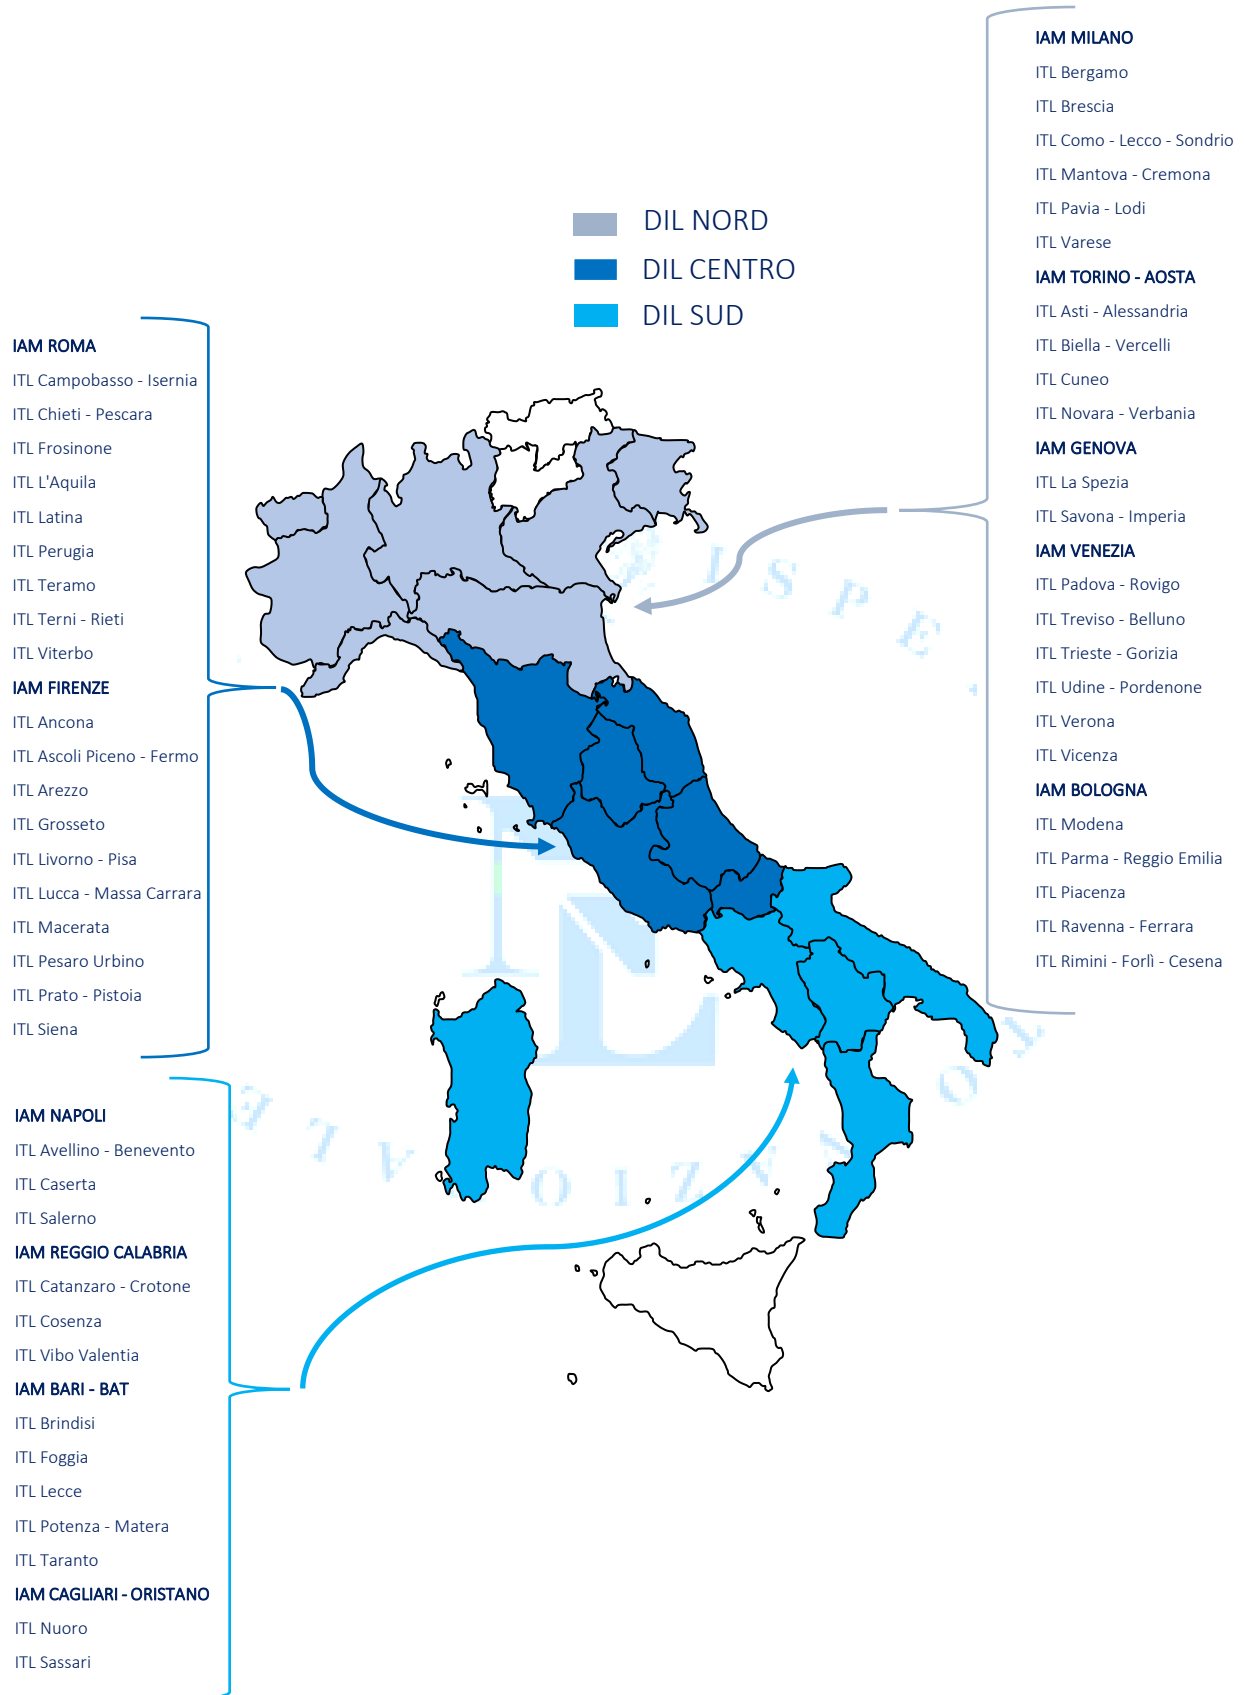 DIL NORD
DIL CENTRO
DIL SUD
IAM ROMA
ITL Campobasso - Isernia
ITL Chieti - Pescara
ITL Frosinone
ITL L'Aquila
ITL Latina
ITL Perugia
ITL Teramo
ITL Terni - Rieti
ITL Viterbo
IAM FIRENZE
ITL Ancona
ITL Ascoli Piceno - Fermo
ITL Arezzo
ITL Grosseto
ITL Livorno - Pisa
ITL Lucca - Massa Carrara
ITL Macerata
ITL Pesaro Urbino
ITL Prato - Pistoia
ITL Siena
IAM NAPOLI
ITL Avellino - Benevento
ITL Caserta
ITL Salerno
IAM REGGIO CALABRIA
ITL Catanzaro - Crotone
ITL Cosenza
ITL Vibo Valentia
IAM BARI - BAT
ITL Brindisi
ITL Foggia
ITL Lecce
ITL Potenza - Matera
ITL Taranto
IAM CAGLIARI - ORISTANO
ITL Nuoro
ITL Sassari
IAM MILANO
ITL Bergamo
ITL Brescia
ITL Como - Lecco - Sondrio
ITL Mantova - Cremona
ITL Pavia - Lodi
ITL Varese
IAM TORINO - AOSTA
ITL Asti - Alessandria
ITL Biella - Vercelli
ITL Cuneo
ITL Novara - Verbania
IAM GENOVA
ITL La Spezia
ITL Savona - Imperia
IAM VENEZIA
ITL Padova - Rovigo
ITL Treviso - Belluno
ITL Trieste - Gorizia
ITL Udine - Pordenone
ITL Verona
ITL Vicenza
IAM BOLOGNA
ITL Modena
ITL Parma - Reggio Emilia
ITL Piacenza
ITL Ravenna - Ferrara
ITL Rimini - Forlì - Cesena